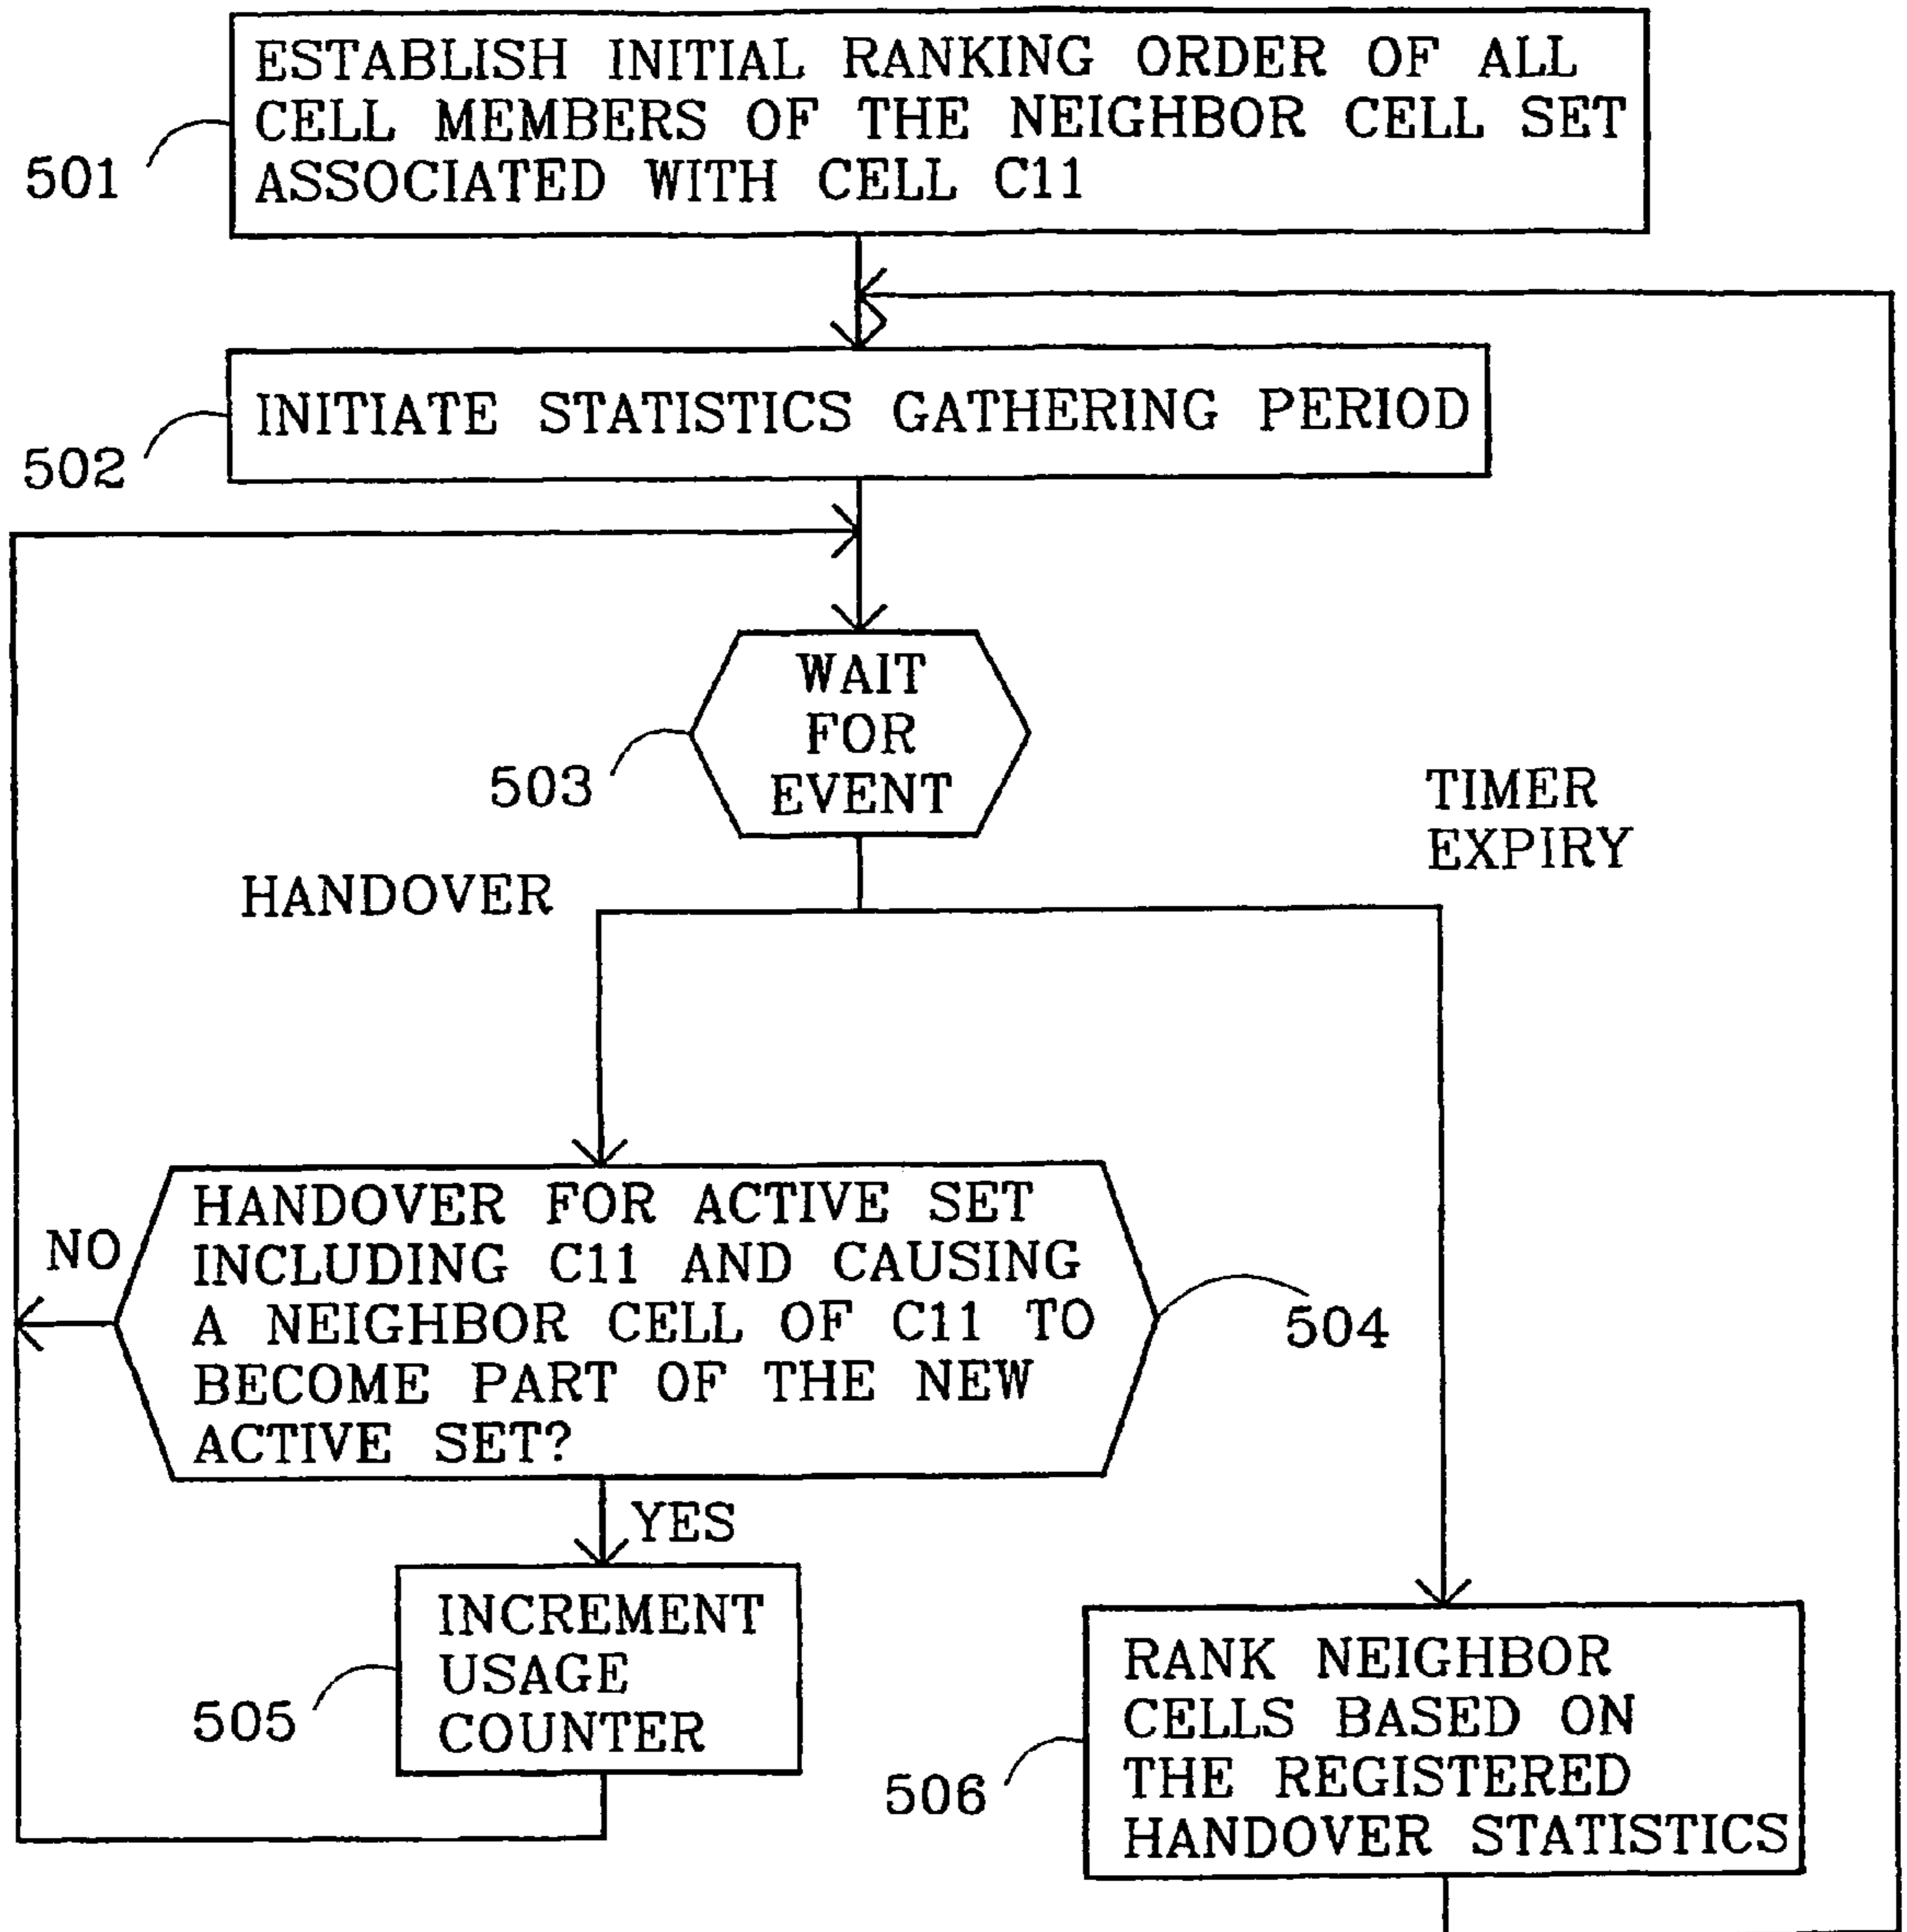 ESTABLISH INITIAL RANKING ORDER OF ALL
CELL MEMBERS OF THE NEIGHBOR CELL SET
ASSOCIATED WITH CELL C11
501
INITIATE STATISTICS GATHERING PERIOD
502
WAIT
FOR
EVENT
503
TIMER
EXPIRY
HANDOVER
HANDOVER FOR ACTIVE SET
INCLUDING C11 AND CAUSING
A NEIGHBOR CELL OF C11 TO
BECOME PART OF THE NEW
ACTIVE SET?
NO
504
YES
INCREMENT
USAGE
COUNTER
505
RANK NEIGHBOR
CELLS BASED ON
THE REGISTERED
HANDOVER STATISTICS
506